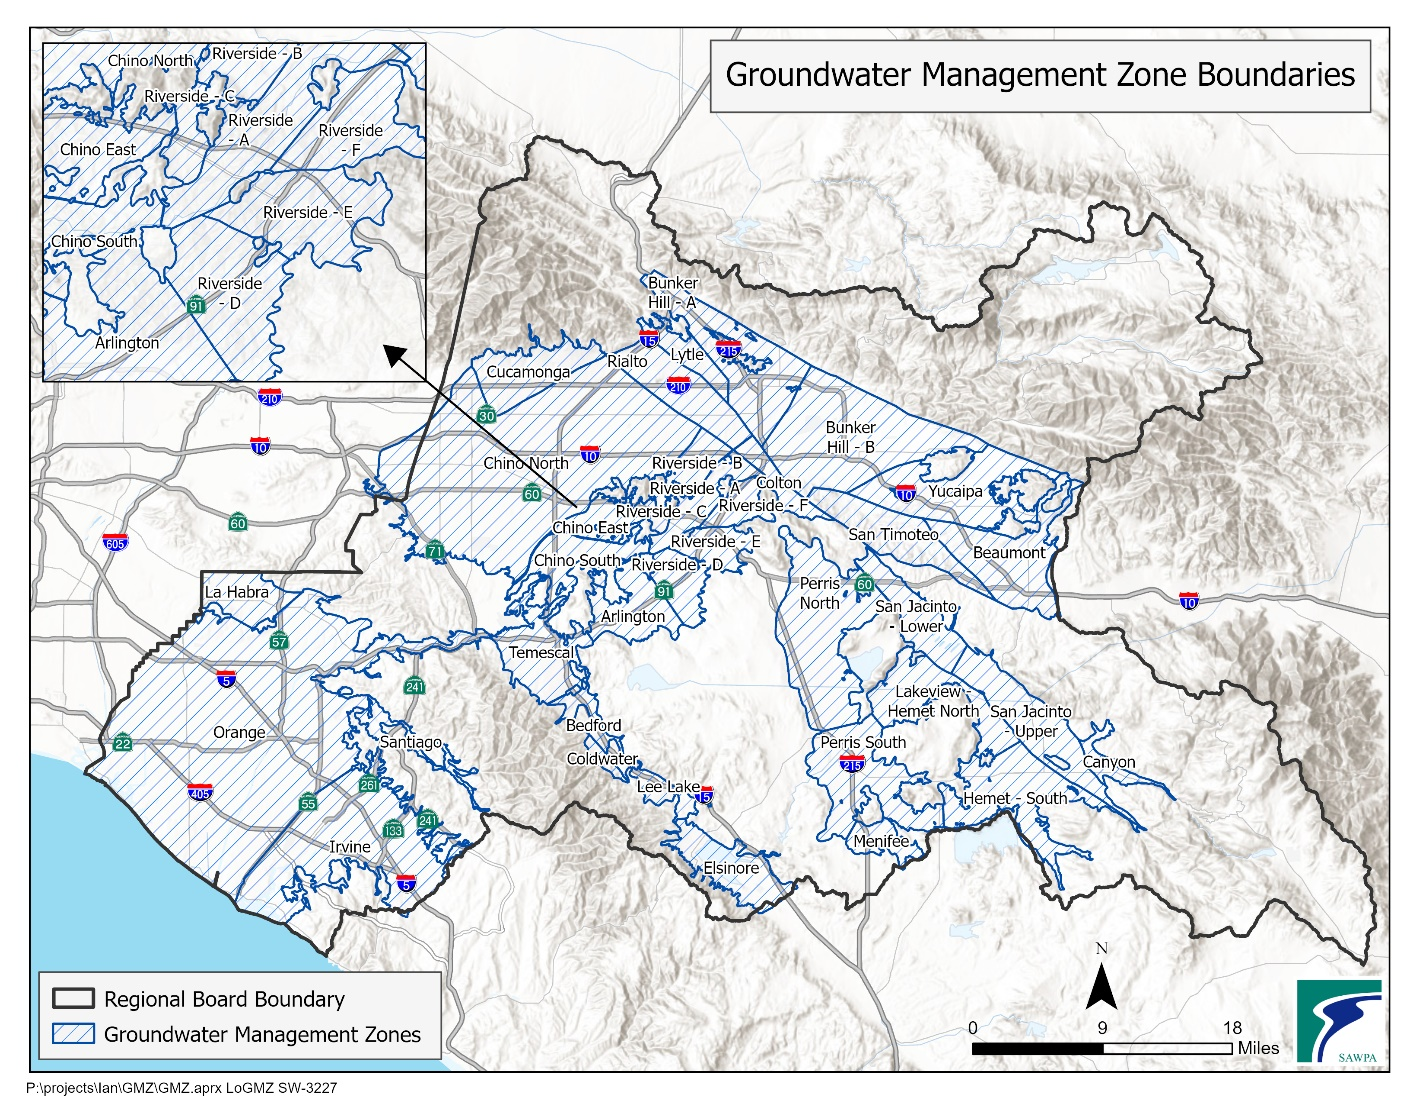 Groundwater Management Zone Boundaries
Chino North
Riverside - B
Riverside - C
Riverside
- A
Riverside
- F
Chino East
Riverside - E
Chino South
Riverside
- D
91
Arlington
Bunker
Hill - A
15
215
Rialto
Lytle
Cucamonga
210
210
30
Bunker
Hill - B
10
10
Chino North
Riverside - B
60
Riverside - A
Colton
10
Yucaipa
Riverside - C
Riverside - F
60
Chino East
605
71
San Timoteo
Riverside - E
Beaumont
Chino South
Riverside - D
La Habra
91
Perris
North
60
10
San Jacinto
- Lower
Arlington
57
Temescal
5
241
Lakeview -
Hemet North
San Jacinto
- Upper
Bedford
Orange
22
Santiago
Perris South
Coldwater
215
Canyon
261
Lee Lake
15
405
55
Hemet - South
133
241
Irvine
Menifee
Elsinore
5
Regional Board Boundary
Groundwater Management Zones
N
0
9
18
Miles
SAWPA
P:\projects\Ian\GMZ\GMZ.aprx LoGMZ SW-3227